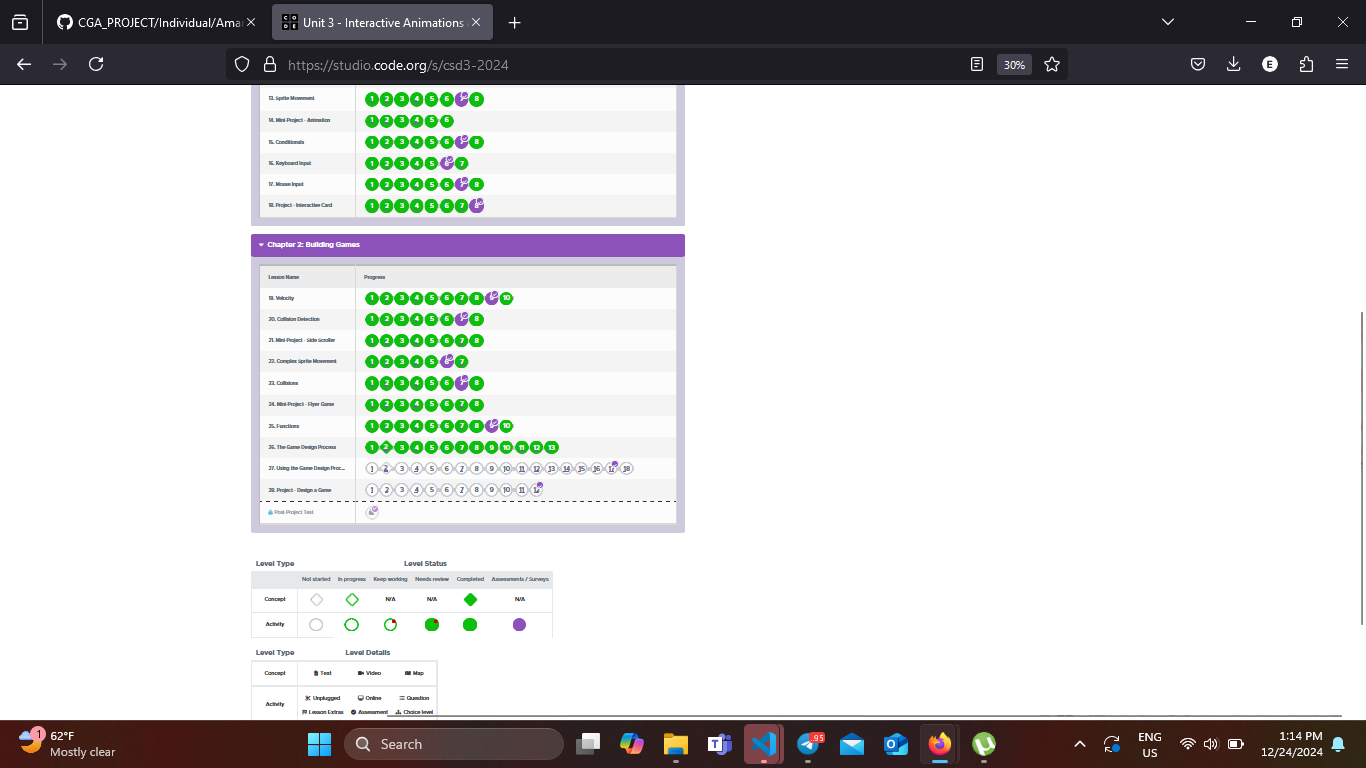 CGA_PROJECT/Individual/Ama
Unit 3 - Interactive Animations
https://studio.code.org/s/csd3-2024
30%
E
13. Sprite Movement 1 2 3 4 5 6 7 8
14. Mini-Project - Animation 1 2 3 4 5 6
15. Conditionals 1 2 3 4 5 6 7 8
16. Keyboard Input 1 2 3 4 5 6 7
17. Mouse Input 1 2 3 4 5 6 7 8
18. Project - Interactive Card 1 2 3 4 5 6 7 8
Chapter 2: Building Games
Lesson Name Progress
19. Velocity 1 2 3 4 5 6 7 8 9 10
20. Collision Detection 1 2 3 4 5 6 7 8
21. Mini-Project - Side Scroller 1 2 3 4 5 6 7 8
22. Complex Sprite Movement 1 2 3 4 5 6 7
23. Collisions 1 2 3 4 5 6 7 8
24. Mini-Project - Flyer Game 1 2 3 4 5 6 7 8
25. Functions 1 2 3 4 5 6 7 8 9 10
26. The Game Design Process 1 2 3 4 5 6 7 8 9 10 11 12 13
27. Using the Game Design Proc... 1 2 3 4 5 6 7 8 9 10 11 12 13 14 15 16 17 18
28. Project - Design a Game 1 2 3 4 5 6 7 8 9 10 11 12
Post-Project Test
Level Type Level Status
Not started In progress Keep working Needs review Completed Assessments / Surveys
Concept N/A N/A N/A
Activity
Level Type Level Details
Concept Text Video Map
Activity Unplugged Online Question
Lesson Extras Assessment Choice level
1
62°F
Mostly clear
Search
95
ENG
US
1:14 PM
12/24/2024